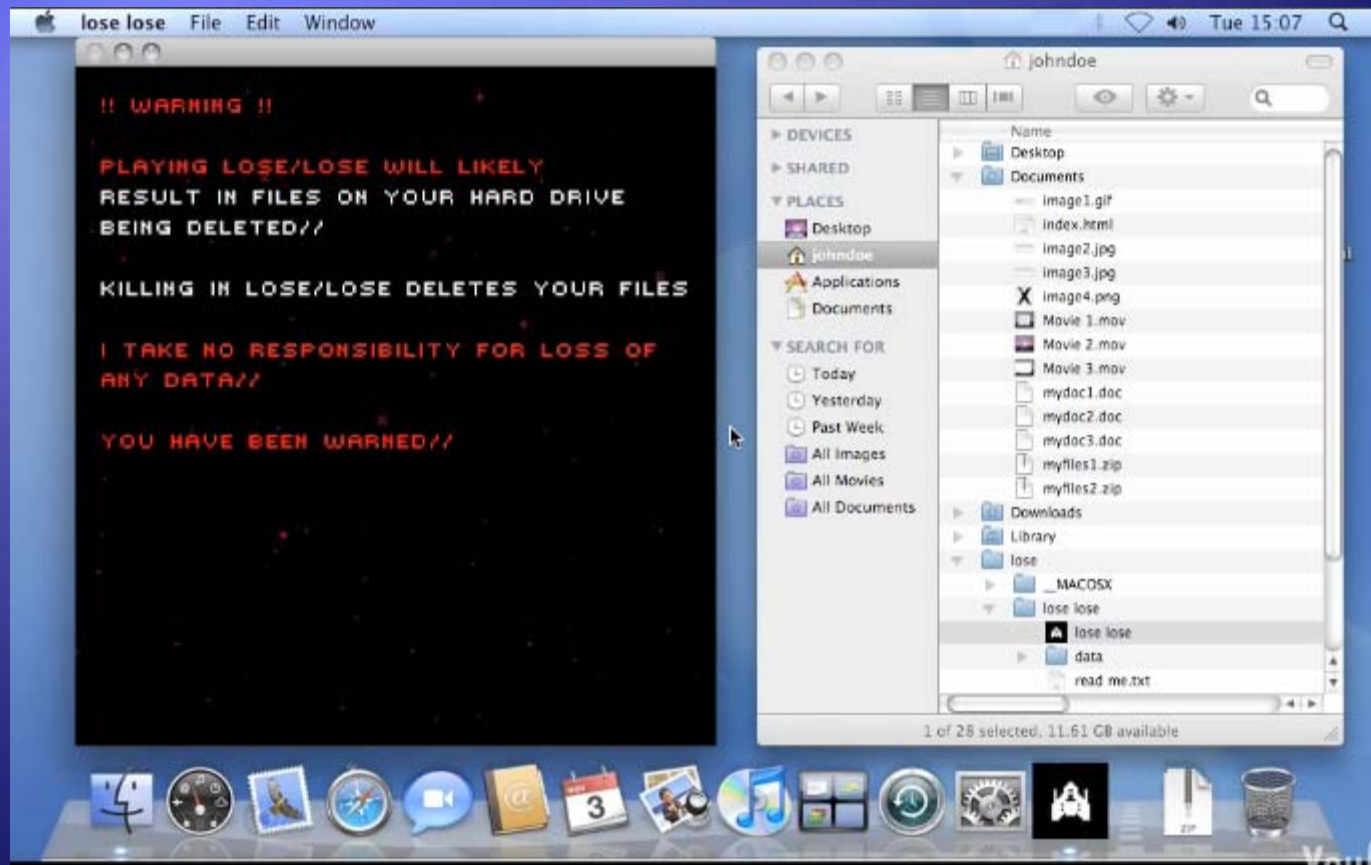 lose lose File Edit Window Tue 15:07
!! WARNING !!
PLAYING LOSE/LOSE WILL LIKELY
RESULT IN FILES ON YOUR HARD DRIVE
BEING DELETED//
KILLING IN LOSE/LOSE DELETES YOUR FILES
I TAKE NO RESPONSIBILITY FOR LOSS OF
ANY DATA//
YOU HAVE BEEN WARNED//
johndoe
DEVICES
SHARED
PLACES
Desktop
johndoe
Applications
Documents
SEARCH FOR
Today
Yesterday
Past Week
All Images
All Movies
All Documents
Name
Desktop
Documents
image1.gif
index.html
image2.jpg
image3.jpg
image4.png
Movie 1.mov
Movie 2.mov
Movie 3.mov
mydoc1.doc
mydoc2.doc
mydoc3.doc
myfiles1.zip
myfiles2.zip
Downloads
Library
lose
__MACOSX
lose lose
lose lose
data
read me.txt
1 of 28 selected, 11.61 GB available
3
ZIP